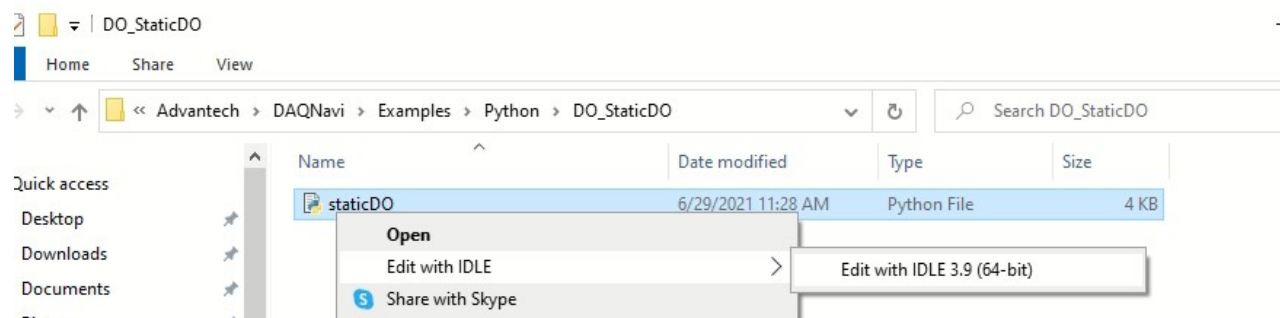 DO_StaticDO
Home Share View
« Advantech > DAQNavi > Examples > Python > DO_StaticDO Search DO_StaticDO
Name Date modified Type Size
Quick access
staticDO 6/29/2021 11:28 AM Python File 4 KB
Desktop
Open
Downloads
Edit with IDLE > Edit with IDLE 3.9 (64-bit)
Documents
S Share with Skype